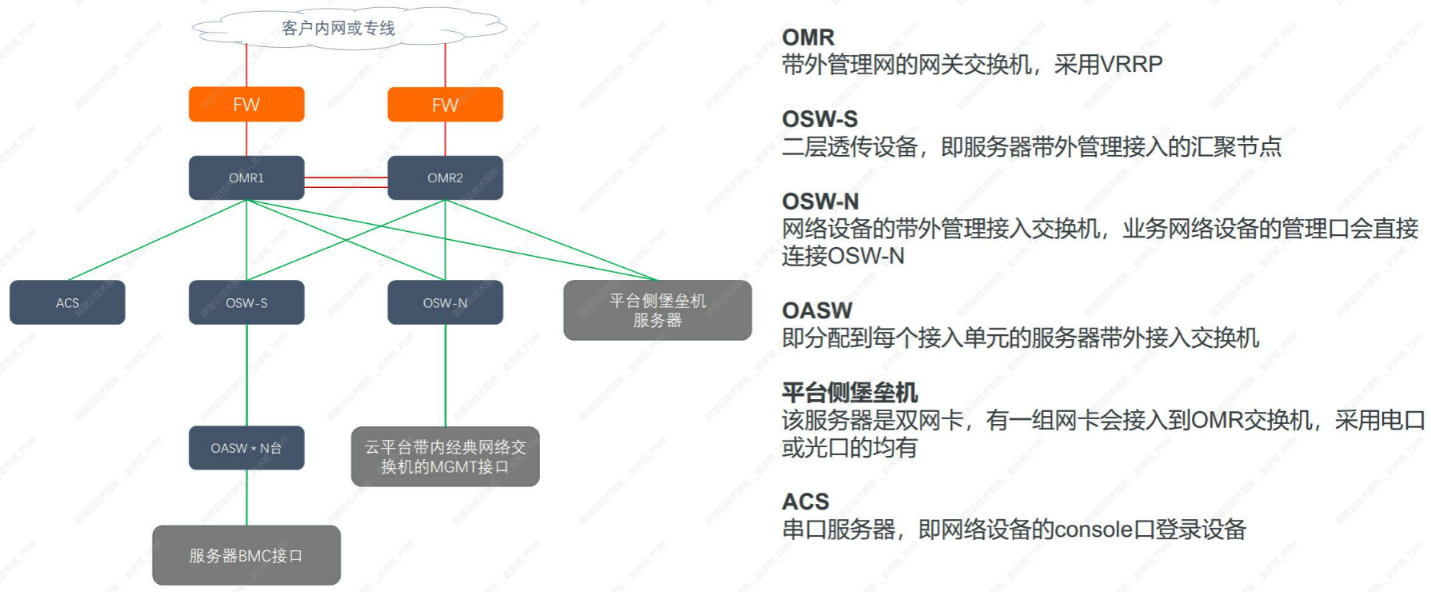 客户内网或专线
FW
FW
OMR1
OMR2
ACS
OSW-S
OSW-N
平台侧堡垒机
服务器
OASW * N台
云平台带内经典网络交
换机的MGMT接口
服务器BMC接口
OMR
带外管理网的网关交换机，采用VRRP
OSW-S
二层透传设备，即服务器带外管理接入的汇聚节点
OSW-N
网络设备的带外管理接入交换机，业务网络设备的管理口会直接
连接OSW-N
OASW
即分配到每个接入单元的服务器带外接入交换机
平台侧堡垒机
该服务器是双网卡，有一组网卡会接入到OMR交换机，采用电口
或光口的均有
ACS
串口服务器，即网络设备的console口登录设备